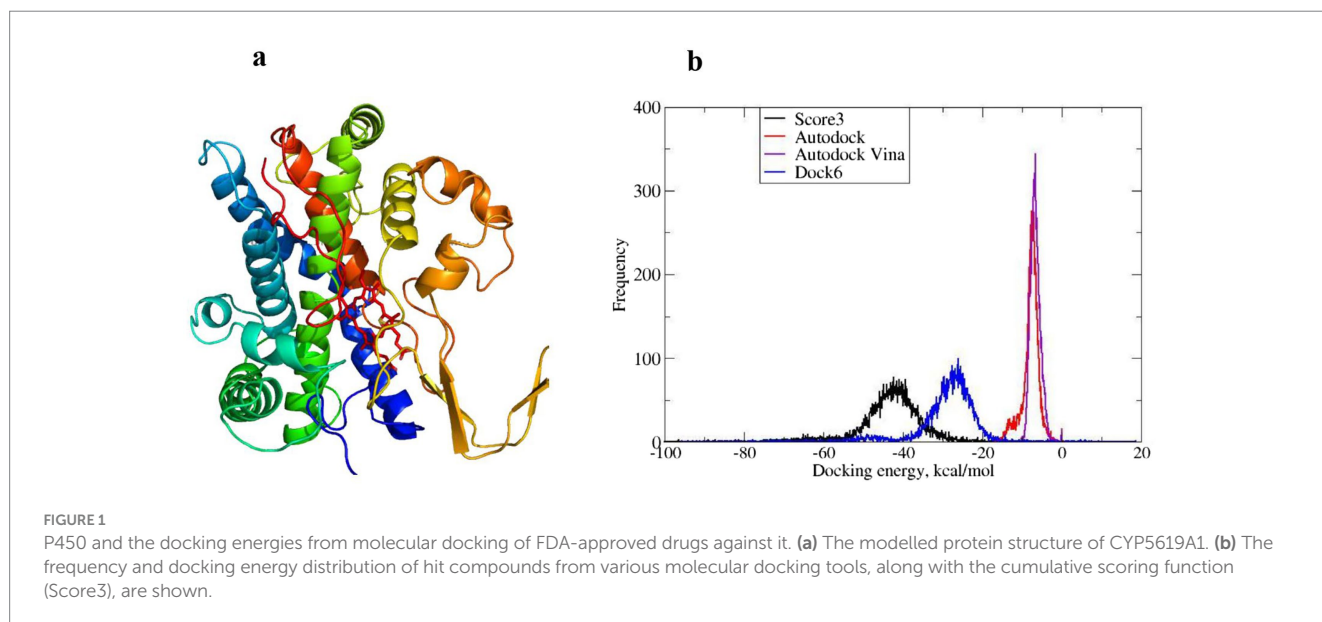 a
b
400
300
200
100
0
Frequency
Score3
Autodock
Autodock Vina
Dock6
-100
-80
-60
-40
-20
0
20
Docking energy, kcal/mol
FIGURE 1
P450 and the docking energies from molecular docking of FDA-approved drugs against it. (a) The modelled protein structure of CYP5619A1. (b) The
frequency and docking energy distribution of hit compounds from various molecular docking tools, along with the cumulative scoring function
(Score3), are shown.